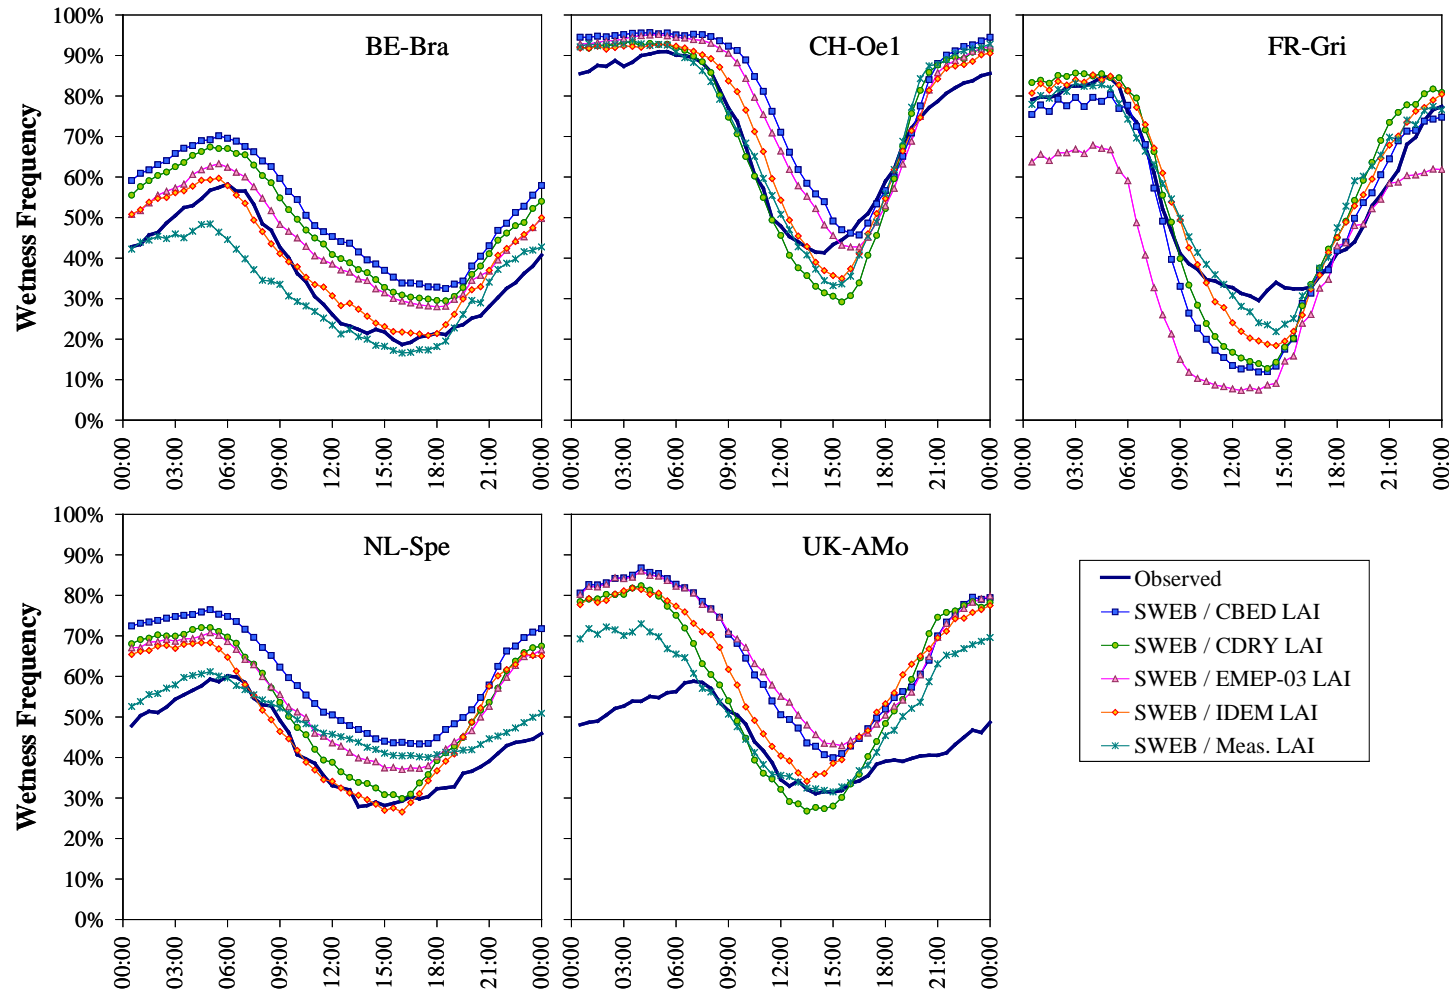 BE-Bra
CH-Oe1
FR-Gri
Wetness Frequency
100%
90%
80%
70%
60%
50%
40%
30%
20%
10%
0%
00:00 03:00 06:00 09:00 12:00 15:00 18:00 21:00 00:00
00:00 03:00 06:00 09:00 12:00 15:00 18:00 21:00 00:00
00:00 03:00 06:00 09:00 12:00 15:00 18:00 21:00 00:00
NL-Spe
UK-AMo
Wetness Frequency
100%
90%
80%
70%
60%
50%
40%
30%
20%
10%
0%
00:00 03:00 06:00 09:00 12:00 15:00 18:00 21:00 00:00
00:00 03:00 06:00 09:00 12:00 15:00 18:00 21:00 00:00
Observed
SWEB / CBED LAI
SWEB / CDRY LAI
SWEB / EMEP-03 LAI
SWEB / IDEM LAI
SWEB / Meas. LAI